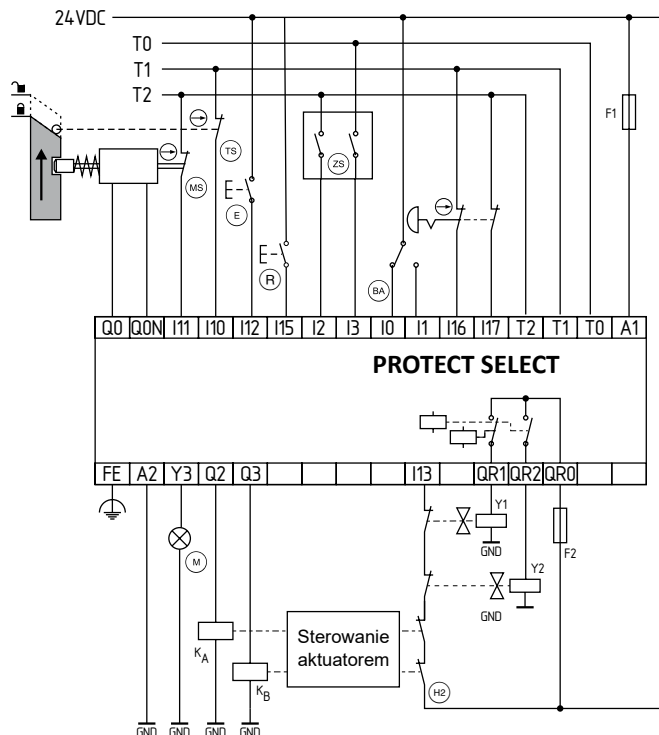 24VDC
T0
T1
T2
F1
TS
MS
ZS
E
R
BA
Q0 Q0N I11 I10 I12 I15 I2 I3 I0 I1 I16 I17 T2 T1 T0 A1
PROTECT SELECT
FE A2 Y3 Q2 Q3 I13 QR1 QR2 QR0
Y1
GND
F2
M
Y2
GND
Sterowanie
aktuatorem
KA
KB
H2
GND GND GND GND